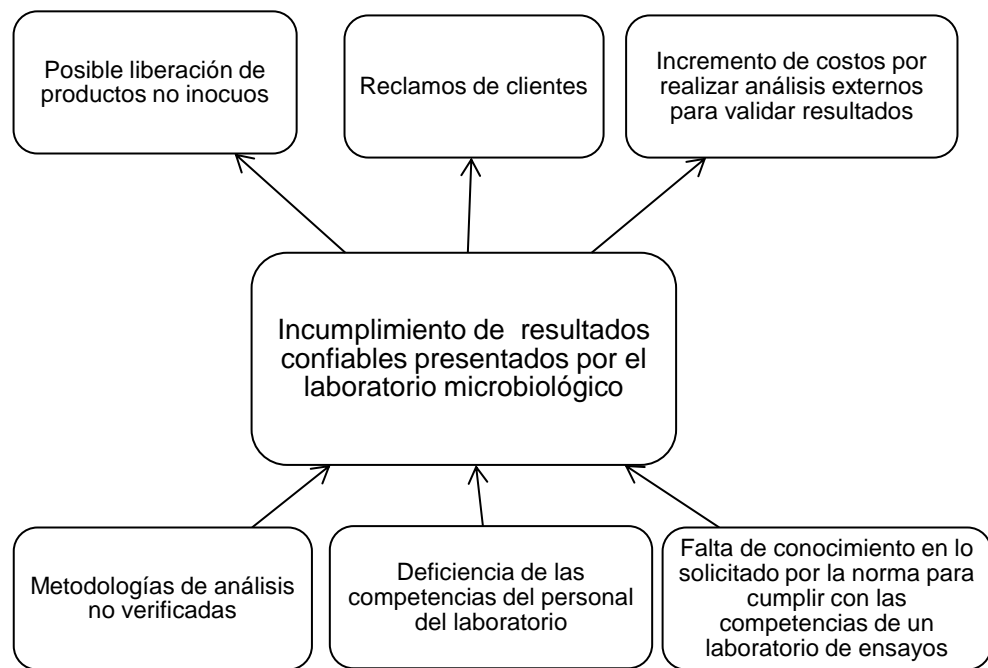 Posible liberación de
productos no inocuos
Reclamos de clientes
Incremento de costos por
realizar análisis externos
para validar resultados
Incumplimiento de  resultados
confiables presentados por el
laboratorio microbiológico
Metodologías de análisis
no verificadas
Deficiencia de las
competencias del personal
del laboratorio
Falta de conocimiento en lo
solicitado por la norma para
cumplir con las
competencias de un
laboratorio de ensayos